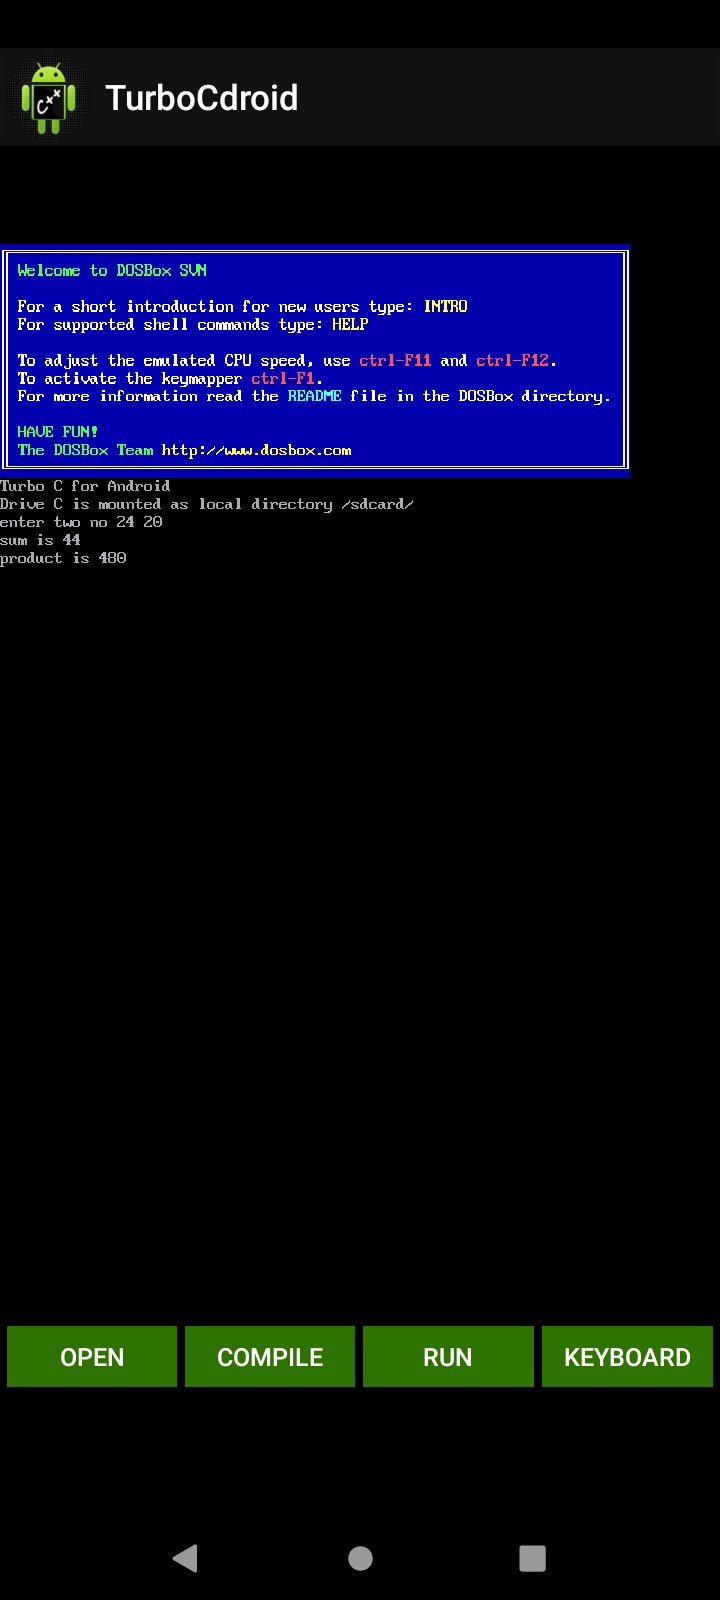 TurboCdroid
Welcome to DOSBox SVN
For a short introduction for new users type: INTRO
For supported shell commands type: HELP
To adjust the emulated CPU speed, use ctrl-F11 and ctrl-F12.
To activate the keymapper ctrl-F1.
For more information read the README file in the DOSBox directory.
HAVE FUN!
The DOSBox Team http://www.dosbox.com
Turbo C for Android
Drive C is mounted as local directory /sdcard/
enter two no 24 20
sum is 44
product is 480
OPEN COMPILE RUN KEYBOARD